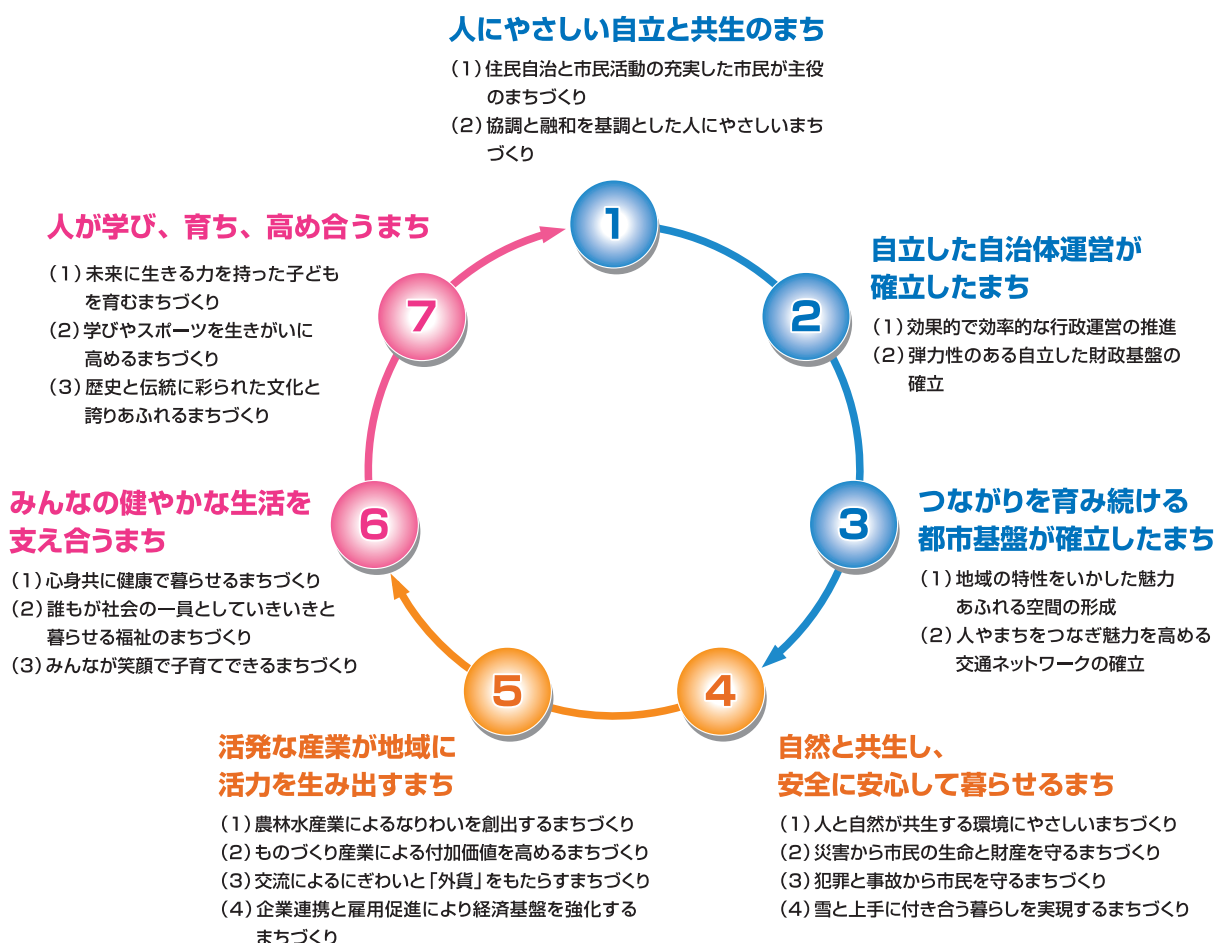 人にやさしい自立と共生のまち
（1）住民自治と市民活動の充実した市民が主役
のまちづくり
（2）協調と融和を基調とした人にやさしいまち
づくり
1
自立した自治体運営が
確立したまち
（1）効果的で効率的な行政運営の推進
（2）弾力性のある自立した財政基盤の
確立
2
つながりを育み続ける
都市基盤が確立したまち
（1）地域の特性をいかした魅力
あふれる空間の形成
（2）人やまちをつなぎ魅力を高める
交通ネットワークの確立
3
4
自然と共生し、
安全に安心して暮らせるまち
（1）人と自然が共生する環境にやさしいまちづくり
（2）災害から市民の生命と財産を守るまちづくり
（3）犯罪と事故から市民を守るまちづくり
（4）雪と上手に付き合う暮らしを実現するまちづくり
5
活発な産業が地域に
活力を生み出すまち
（1）農林水産業によるなりわいを創出するまちづくり
（2）ものづくり産業による付加価値を高めるまちづくり
（3）交流によるにぎわいと「外貨」をもたらすまちづくり
（4）企業連携と雇用促進により経済基盤を強化する
まちづくり
6
みんなの健やかな生活を
支え合うまち
（1）心身共に健康で暮らせるまちづくり
（2）誰もが社会の一員としていきいきと
暮らせる福祉のまちづくり
（3）みんなが笑顔で子育てできるまちづくり
7
人が学び、育ち、高め合うまち
（1）未来に生きる力を持った子ども
を育むまちづくり
（2）学びやスポーツを生きがいに
高めるまちづくり
（3）歴史と伝統に彩られた文化と
誇りあふれるまちづくり